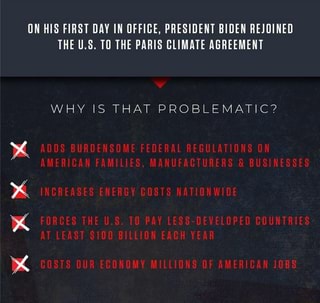 ON HIS FIRST DAY IN OFFICE, PRESIDENT BIDEN REJOINED
THE U.S. TO THE PARIS CLIMATE AGREEMENT
WHY IS THAT PROBLEMATIC?
ADDS BURDENSOME FEDERAL REGULATIONS ON
AMERICAN FAMILIES, MANUFACTURERS & BUSINESSES
INCREASES ENERGY COSTS NATIONWIDE
FORCES THE U.S. TO PAY LESS-DEVELOPED COUNTRIES
AT LEAST $100 BILLION EACH YEAR
COSTS OUR ECONOMY MILLIONS OF AMERICAN JOBS